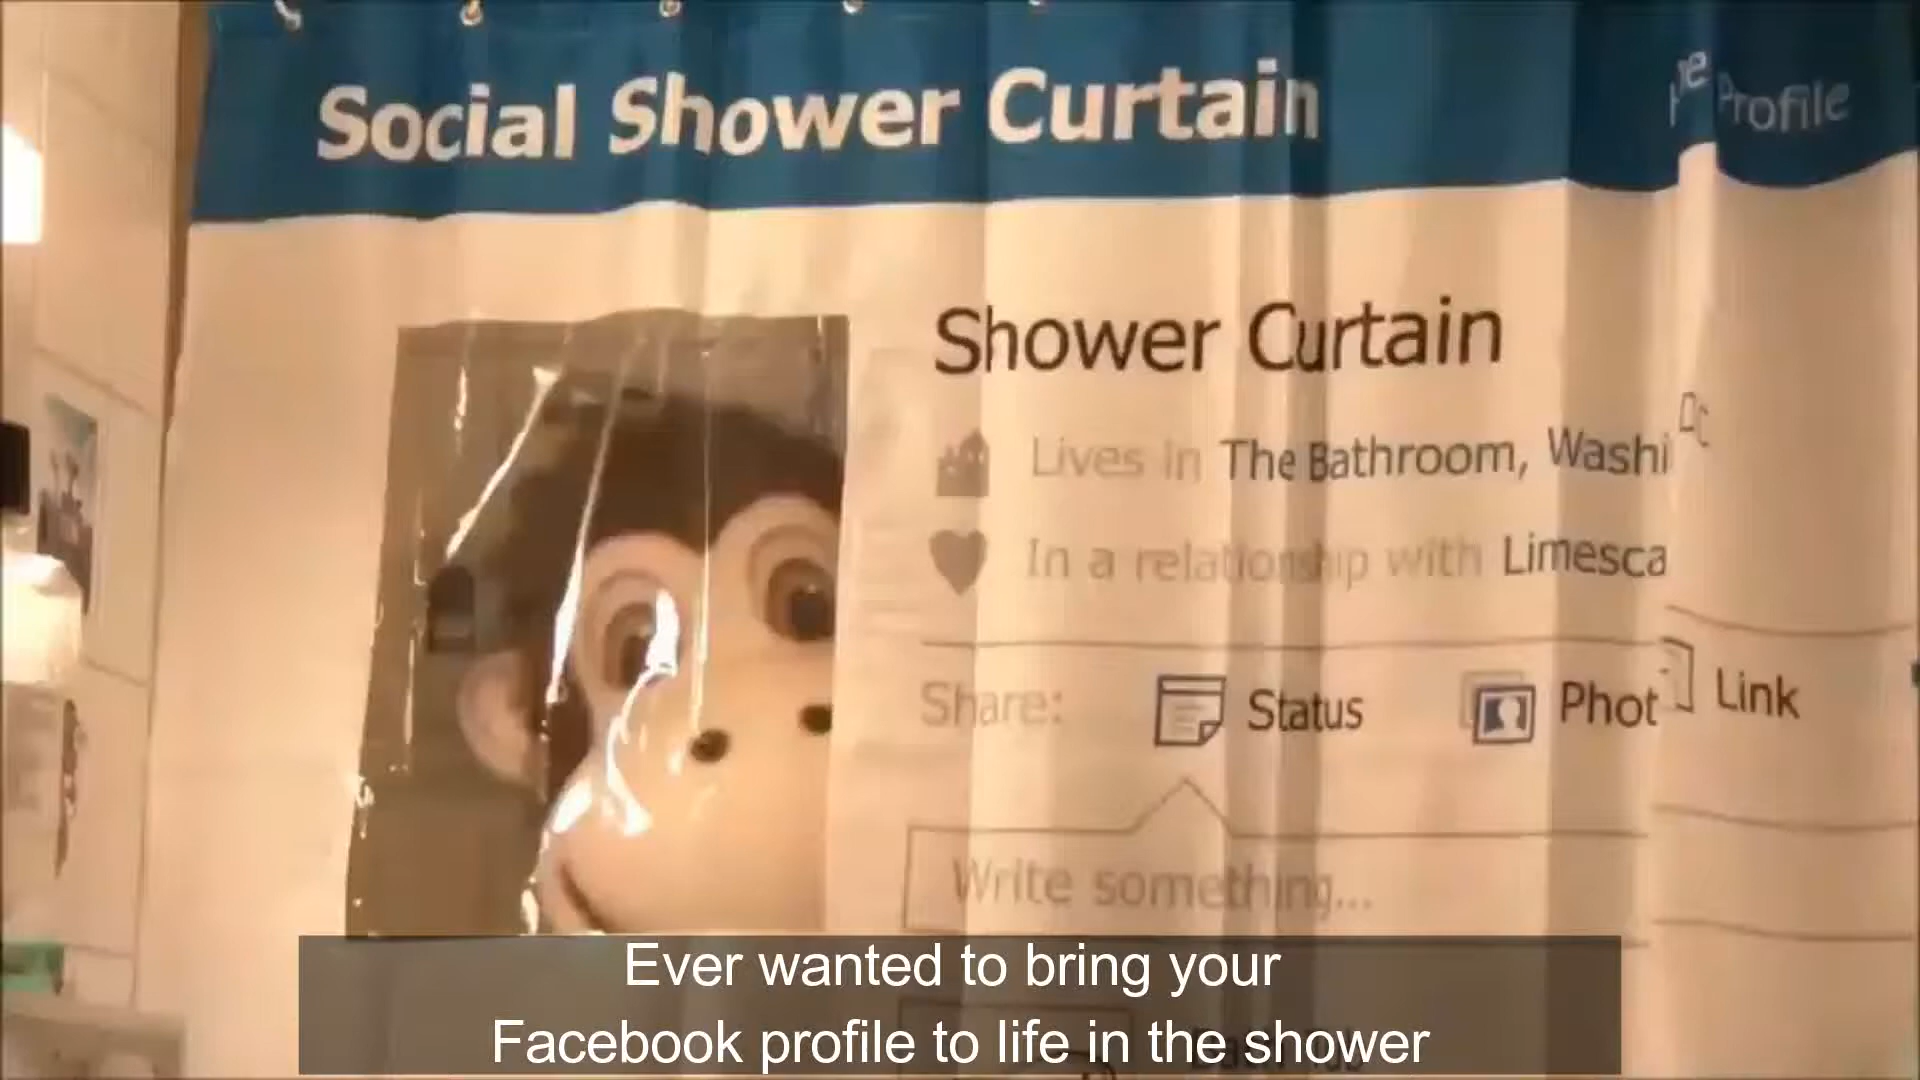 Social Shower Curtain
Profile
Shower Curtain
Lives in The Bathroom, Washi
In a relationship with Limesca
Share: Status Phot Link
Write something...
Ever wanted to bring your
Facebook profile to life in the shower